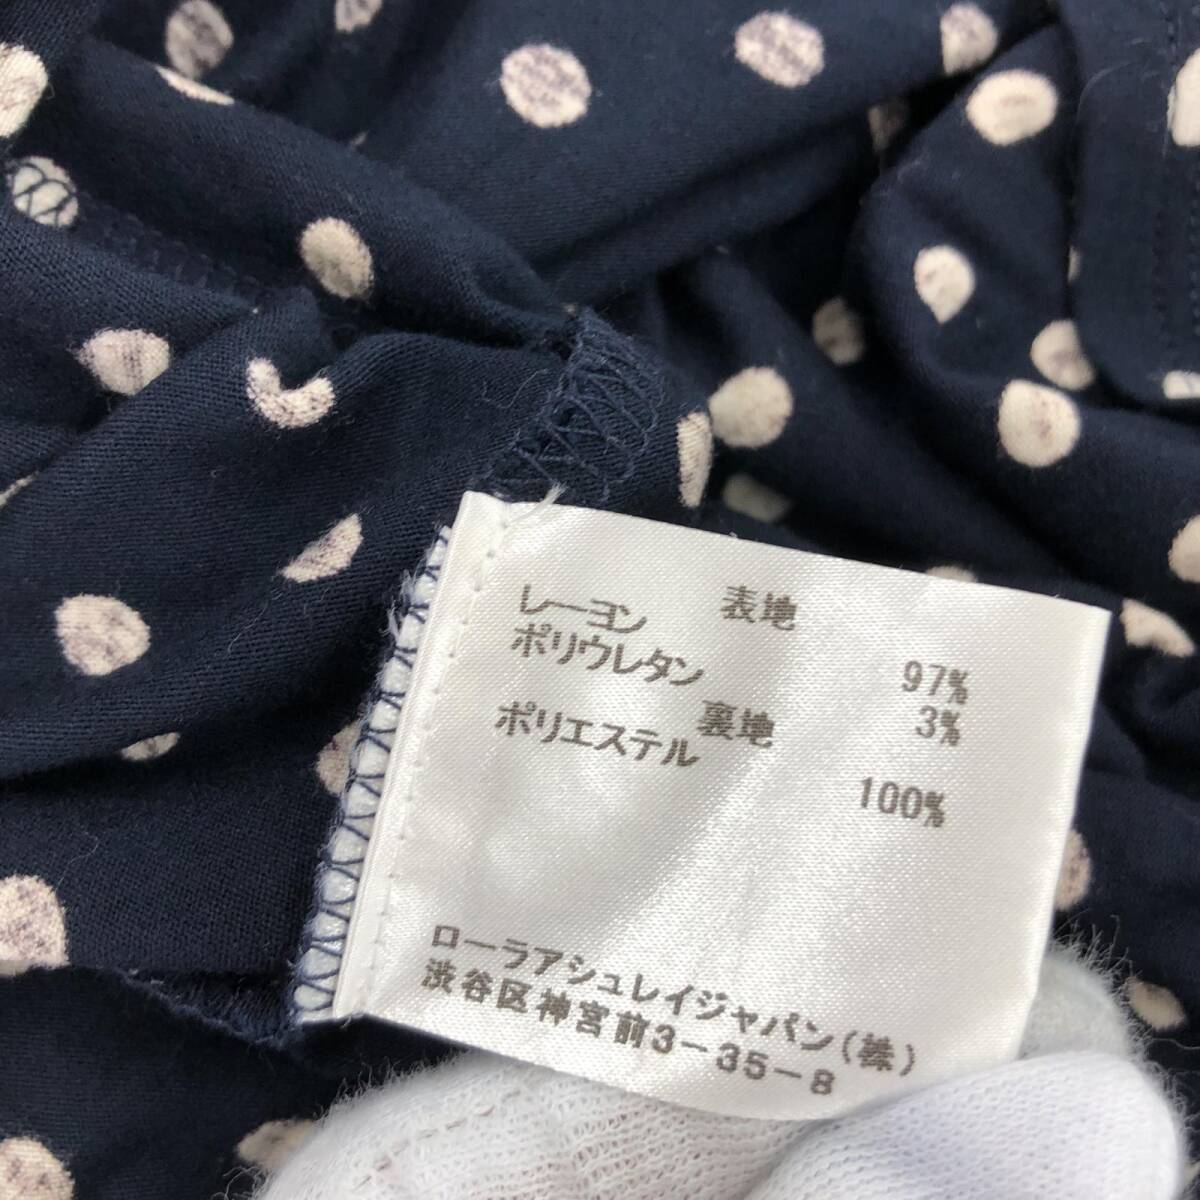 表地
レーヨン 97%
ポリウレタン 3%
裏地
ポリエステル 100%
ローラアシュレイジャパン(株)
渋谷区神宮前3-35-8